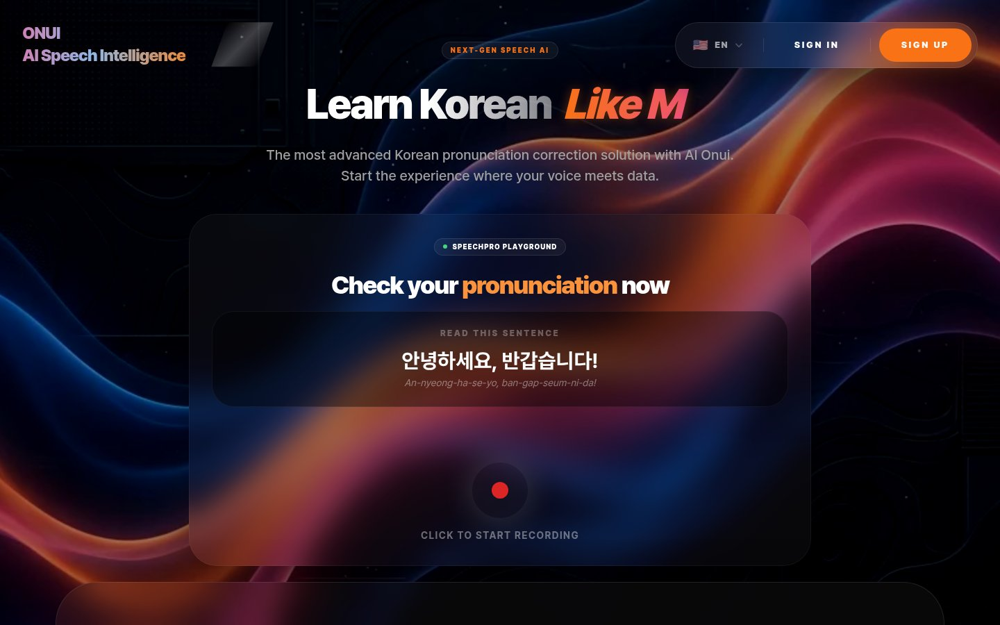 ONUI
AI Speech Intelligence
EN
SIGN IN
SIGN UP
NEXT-GEN SPEECH AI
Learn Korean Like M
The most advanced Korean pronunciation correction solution with AI Onui.
Start the experience where your voice meets data.
SPEECHPRO PLAYGROUND
Check your pronunciation now
READ THIS SENTENCE
안녕하세요, 반갑습니다!
An-nyeong-ha-se-yo, ban-gap-seum-ni-da!
CLICK TO START RECORDING